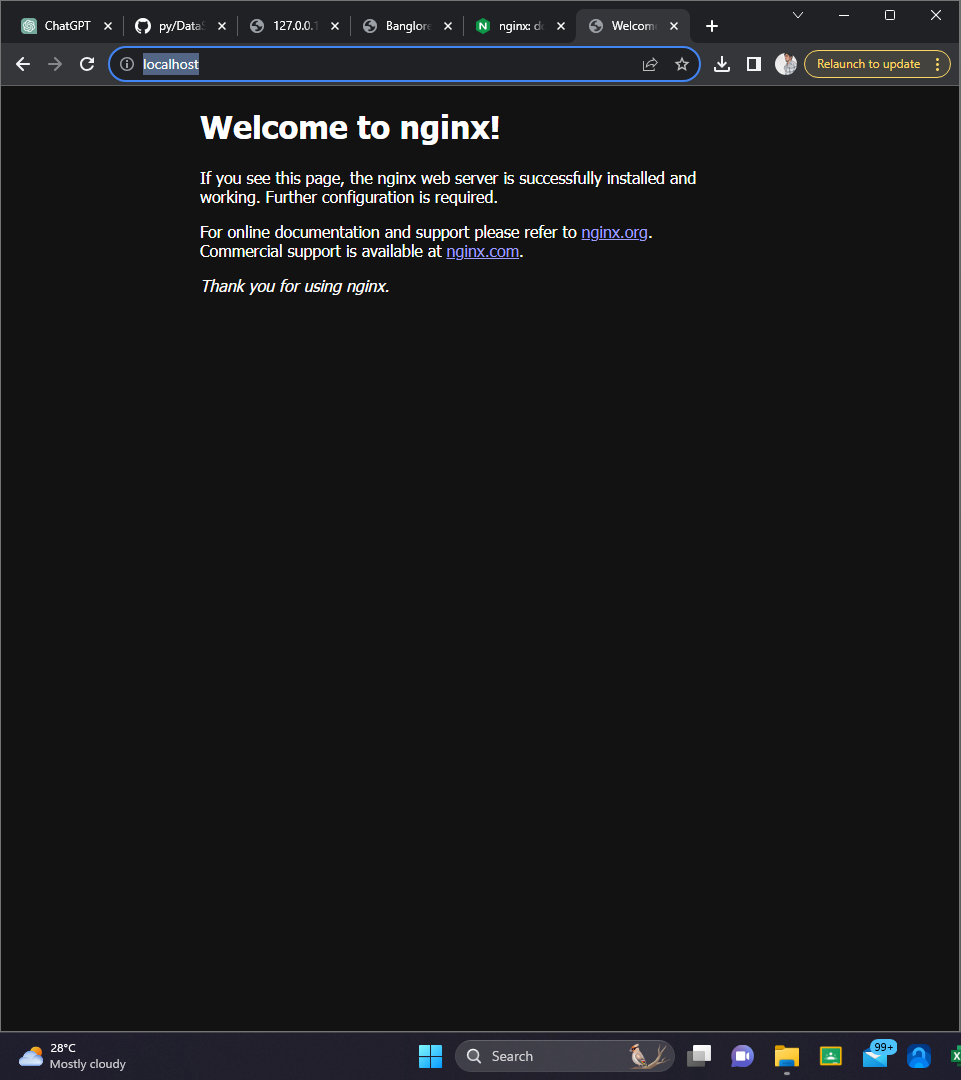 ChatGPT
py/DataS
127.0.0.1
Banglore
nginx: do
Welcome
localhost
Relaunch to update
Welcome to nginx!
If you see this page, the nginx web server is successfully installed and
working. Further configuration is required.
For online documentation and support please refer to nginx.org.
Commercial support is available at nginx.com.
Thank you for using nginx.
28°C
Mostly cloudy
Search
99+